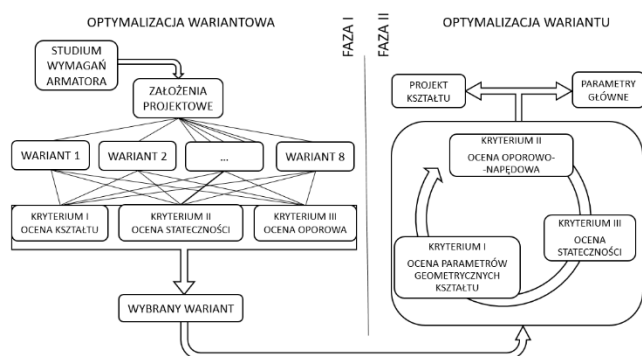 OPTYMALIZACJA WARIANTOWA
STUDIUM
WYMAGAŃ
ARMATORA
ZAŁOŻENIA
PROJEKTOWE
WARIANT 1
WARIANT 2
...
WARIANT 8
KRYTERIUM I
OCENA KSZTAŁTU
KRYTERIUM II
OCENA STATECZNOŚCI
KRYTERIUM III
OCENA OPOROWA
WYBRANY WARIANT
FAZA I
FAZA II
OPTYMALIZACJA WARIANTU
PROJEKT
KSZTAŁTU
PARAMETRY
GŁÓWNE
KRYTERIUM II
OCENA OPOROWO-
-NAPĘDOWA
KRYTERIUM III
OCENA
STATECZNOŚCI
KRYTERIUM I
OCENA PARAMETRÓW
GEOMETRYCZNYCH
KSZTAŁTU